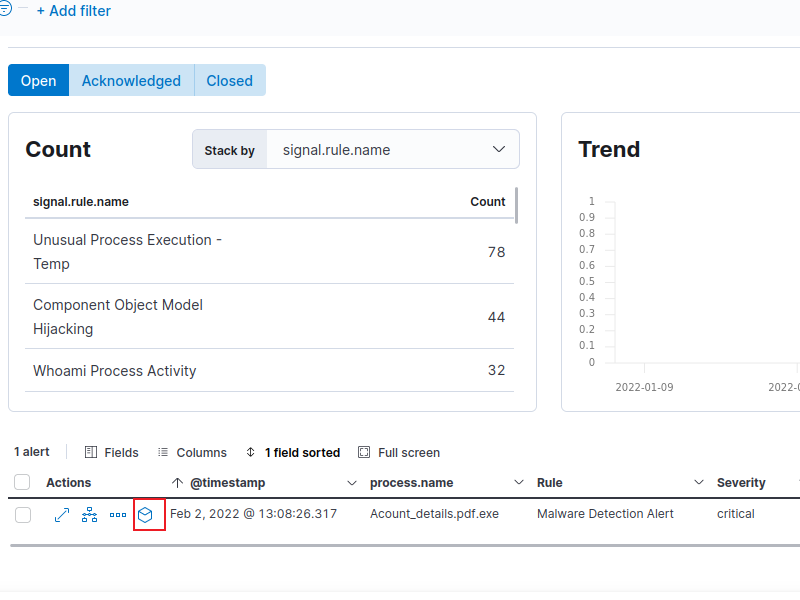 + Add filter
Open Acknowledged Closed
Count Stack by signal.rule.name
signal.rule.name Count
Unusual Process Execution -
Temp
78
Component Object Model
Hijacking
44
Whoami Process Activity 32
Trend
1
0.9
0.8
0.7
0.6
0.5
0.4
0.3
0.2
0.1
0
2022-01-09 2022-0
1 alert Fields Columns 1 field sorted Full screen
Actions @timestamp process.name Rule Severity
Feb 2, 2022 @ 13:08:26.317 Acount_details.pdf.exe Malware Detection Alert critical